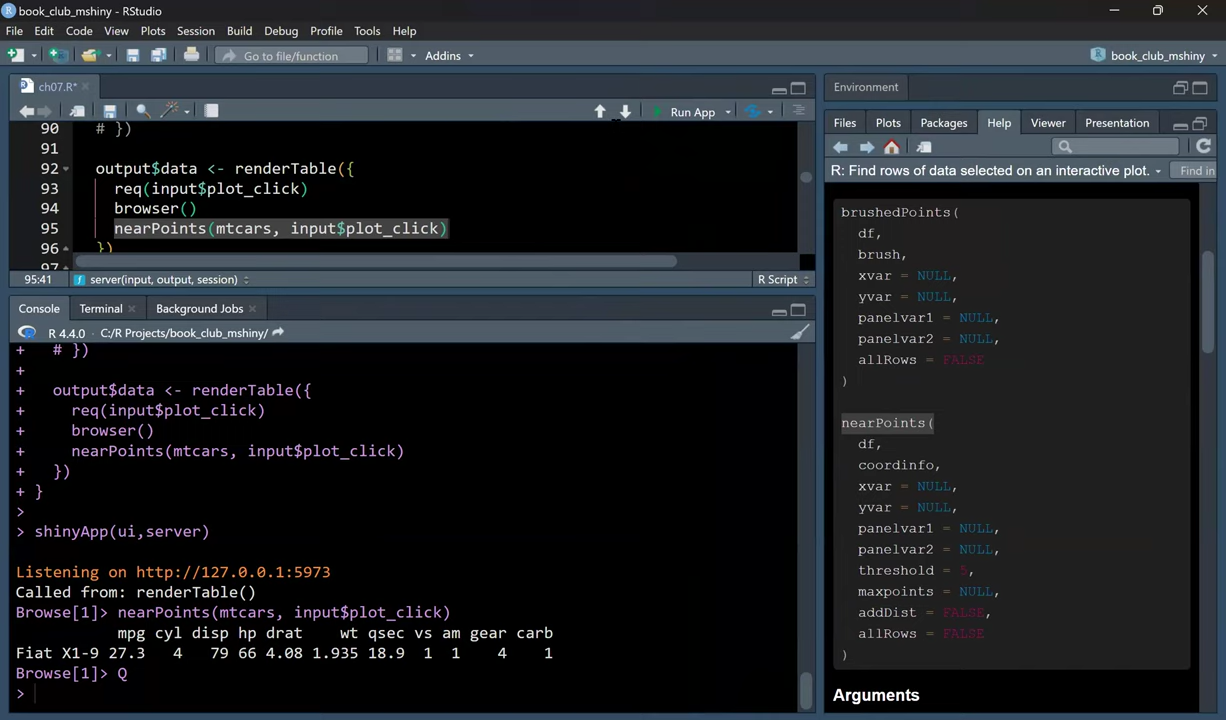 book_club_mshiny - RStudio
File Edit Code View Plots Session Build Debug Profile Tools Help
Go to file/function Addins book_club_mshiny
ch07.R*
Run App
90 # })
91
92 output$data <- renderTable({
93 req(input$plot_click)
94 browser()
95 nearPoints(mtcars, input$plot_click)
96 })
97
95:41 server(input, output, session) R Script
Console Terminal Background Jobs
R 4.4.0 · C:/R Projects/book_club_mshiny/
+ # })
+
+ output$data <- renderTable({
+ req(input$plot_click)
+ browser()
+ nearPoints(mtcars, input$plot_click)
+ })
+ }
>
> shinyApp(ui,server)
Listening on http://127.0.0.1:5973
Called from: renderTable()
Browse[1]> nearPoints(mtcars, input$plot_click)
mpg cyl disp hp drat wt qsec vs am gear carb
Fiat X1-9 27.3 4 79 66 4.08 1.935 18.9 1 1 4 1
Browse[1]> Q
>
Environment
Files Plots Packages Help Viewer Presentation
R: Find rows of data selected on an interactive plot. Find in
brushedPoints(
df,
brush,
xvar = NULL,
yvar = NULL,
panelvar1 = NULL,
panelvar2 = NULL,
allRows = FALSE
)
nearPoints(
df,
coordinfo,
xvar = NULL,
yvar = NULL,
panelvar1 = NULL,
panelvar2 = NULL,
threshold = 5,
maxpoints = NULL,
addDist = FALSE,
allRows = FALSE
)
Arguments